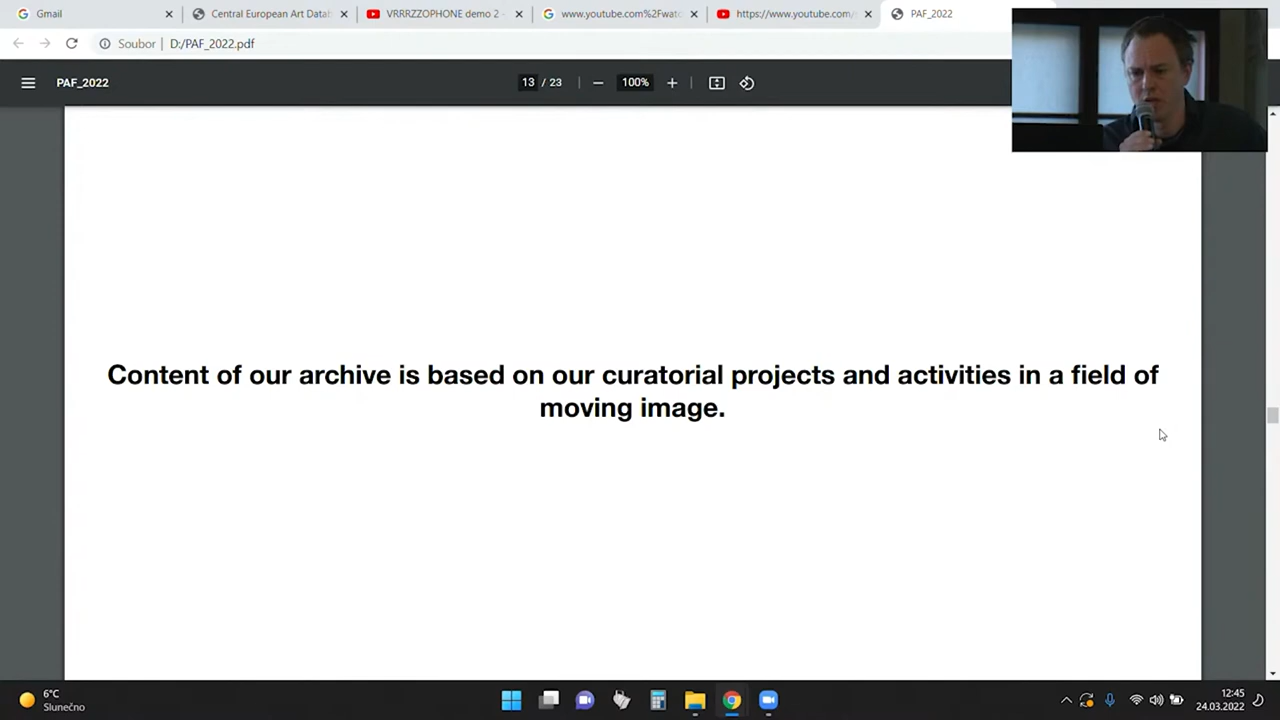 Gmail
Central European Art Datab
VRRRZZOPHONE demo 2
www.youtube.com%2Fwatc
https://www.youtube.com/
PAF_2022
Soubor | D:/PAF_2022.pdf
PAF_2022
13 / 23
100%
Content of our archive is based on our curatorial projects and activities in a field of
moving image.
6°C
Slunečno
12:45
24.03.2022